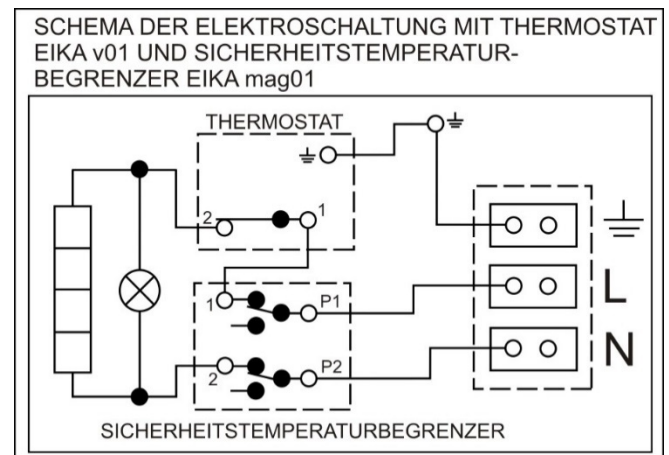 SCHEMA DER ELEKTROSCHALTUNG MIT THERMOSTAT
EIKA v01 UND SICHERHEITSTEMPERATUR-
BEGRENZER EIKA mag01
THERMOSTAT
2
1
1
P1
L
2
P2
N
SICHERHEITSTEMPERATURBEGRENZER